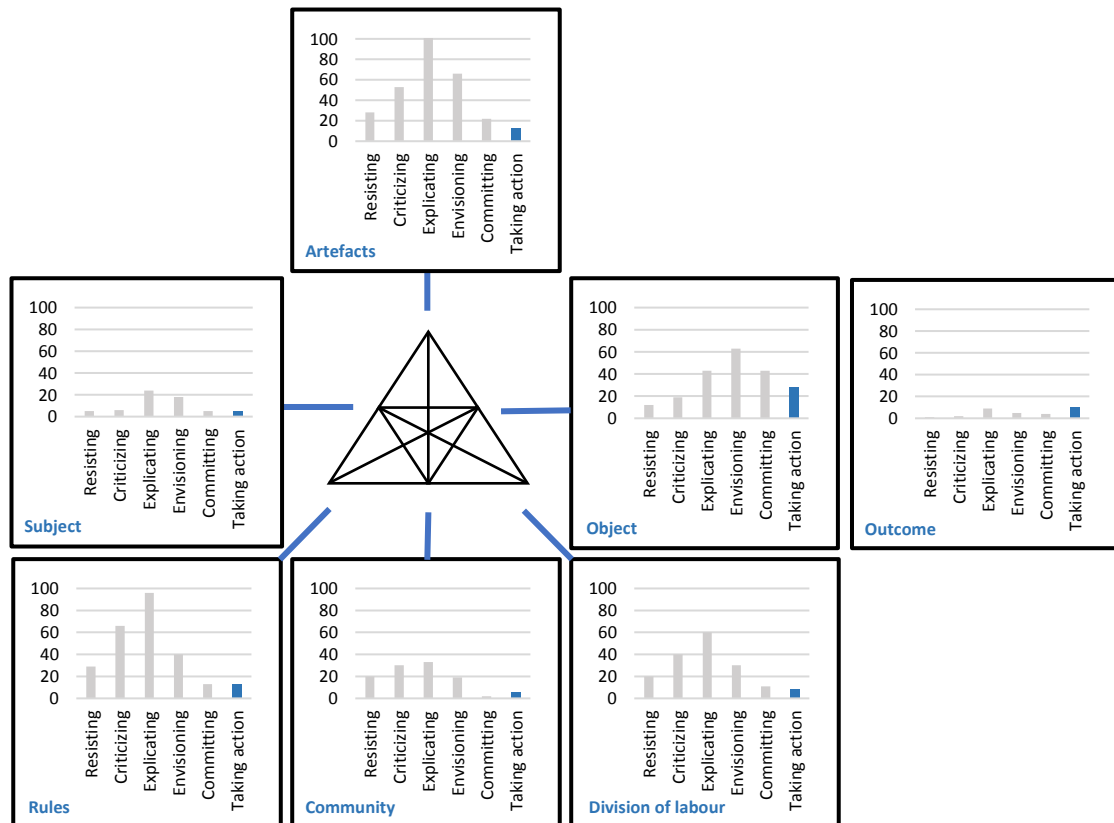 100
80
60
40
20
0
Resisting
Criticizing
Explicating
Envisioning
Committing
Taking action
Artefacts
100
80
60
40
20
0
Resisting
Criticizing
Explicating
Envisioning
Committing
Taking action
Subject
100
80
60
40
20
0
Resisting
Criticizing
Explicating
Envisioning
Committing
Taking action
Object
100
80
60
40
20
0
Resisting
Criticizing
Explicating
Envisioning
Committing
Taking action
Outcome
100
80
60
40
20
0
Resisting
Criticizing
Explicating
Envisioning
Committing
Taking action
Rules
100
80
60
40
20
0
Resisting
Criticizing
Explicating
Envisioning
Committing
Taking action
Community
100
80
60
40
20
0
Resisting
Criticizing
Explicating
Envisioning
Committing
Taking action
Division of labour